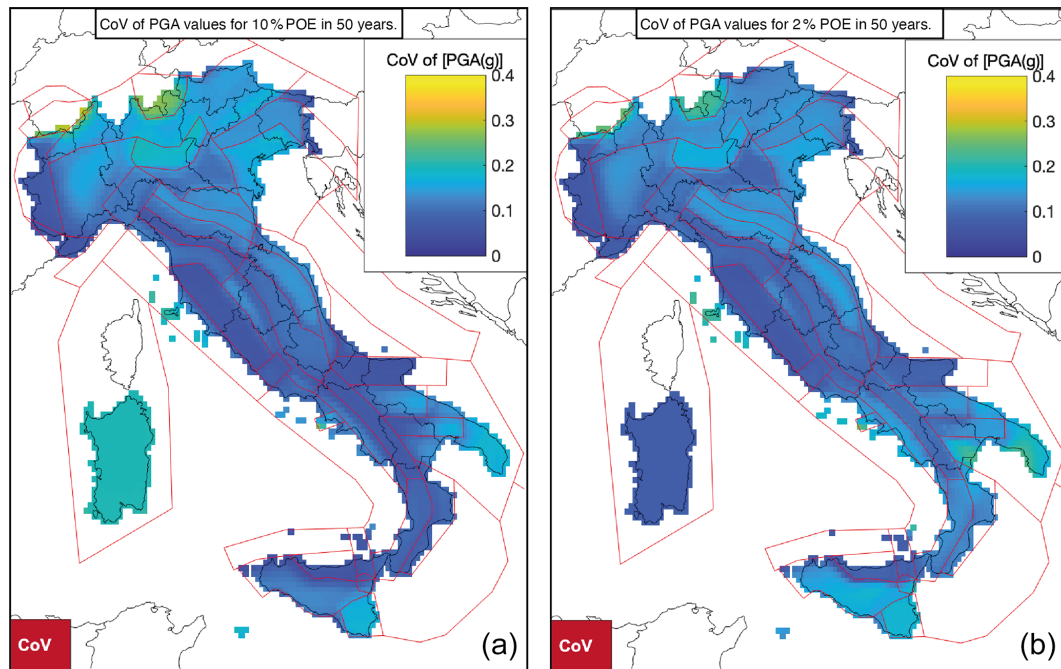 CoV of PGA values for 10% POE in 50 years.
CoV of [PGA(g)]
0.4
0.3
0.2
0.1
0
CoV
(a)
CoV of PGA values for 2% POE in 50 years.
CoV of [PGA(g)]
0.4
0.3
0.2
0.1
0
CoV
(b)